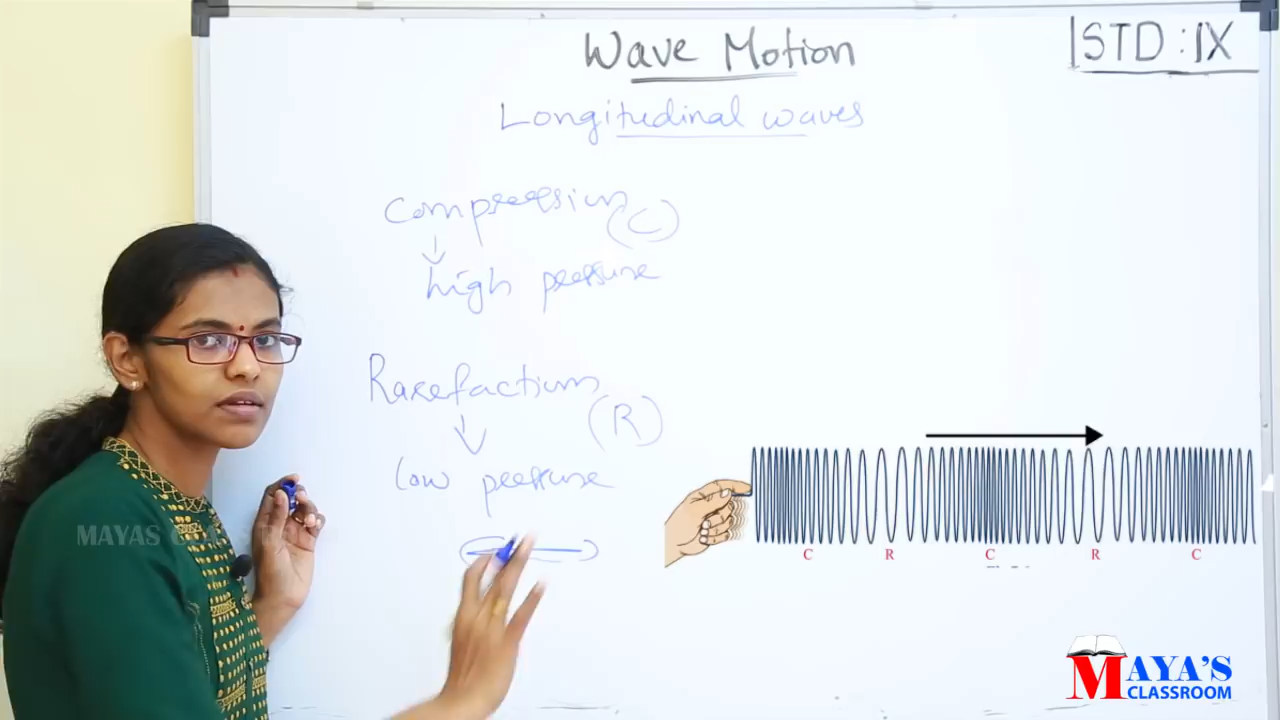 Wave Motion
STD : IX
Longitudinal waves
Compression
(C)
high pressure
Rarefaction
(R)
low pressure
C R C R C
MAYAS C
MAYA'S
CLASSROOM